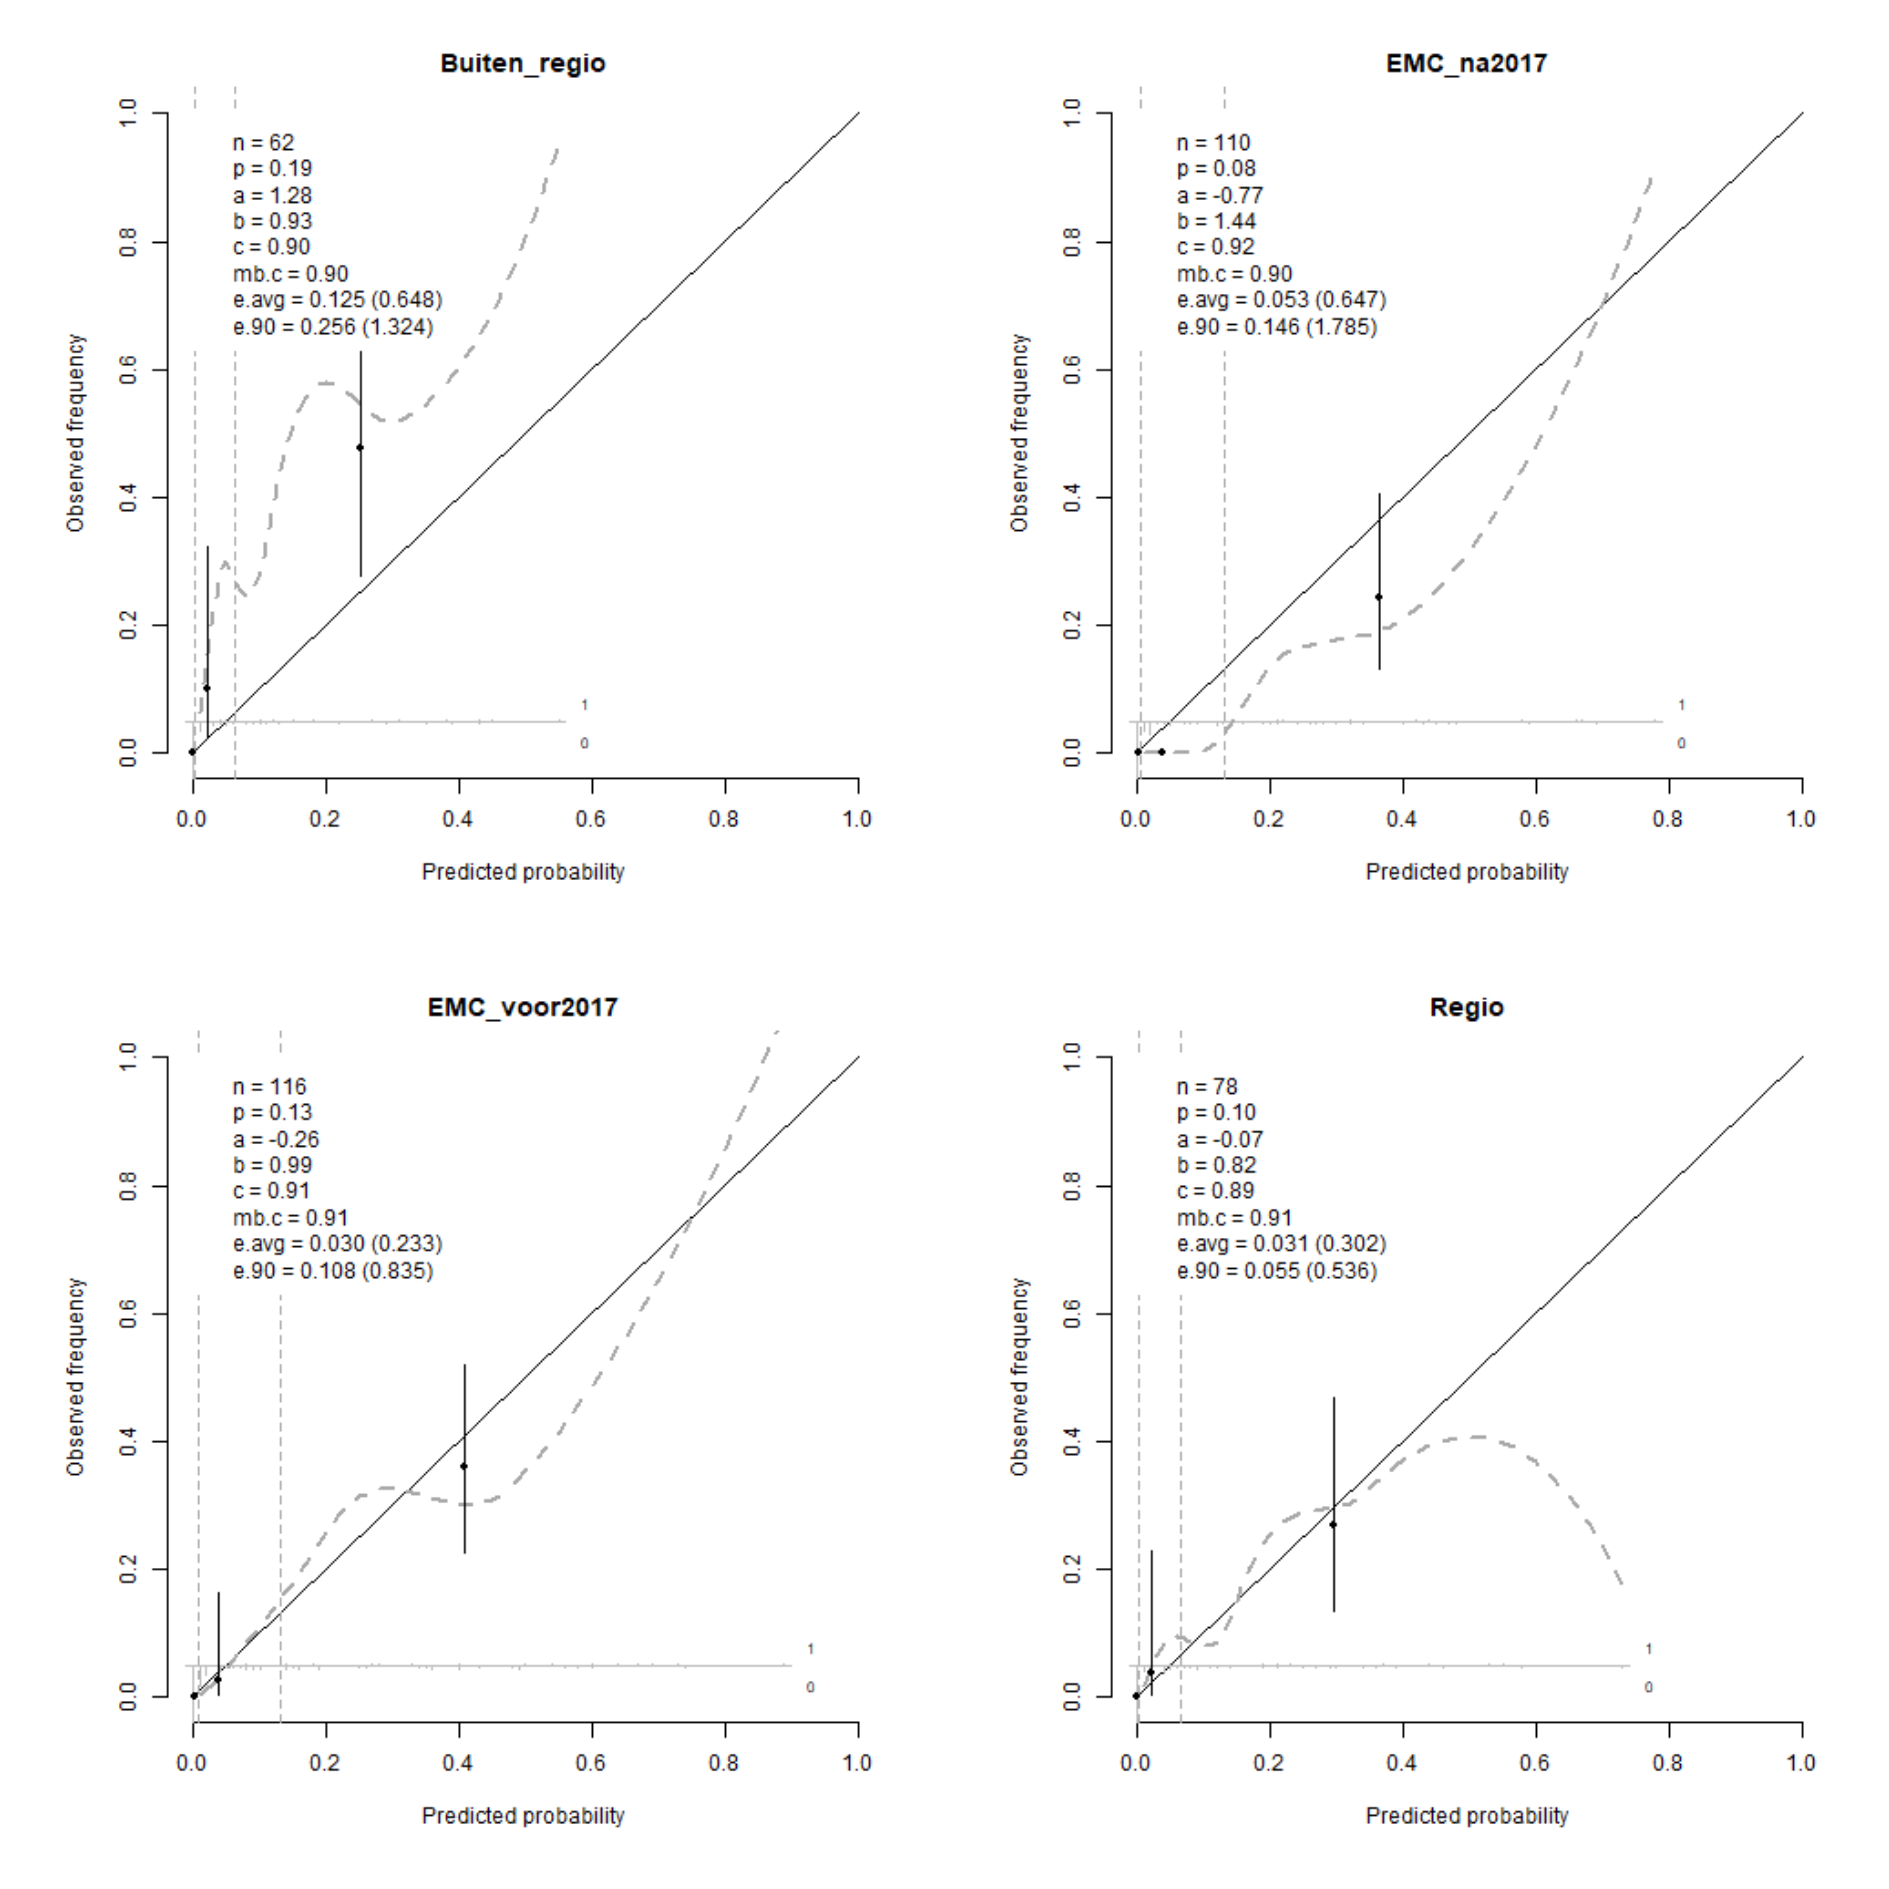 Buiten_regio
n = 62
p = 0.19
a = 1.28
b = 0.93
c = 0.90
mb.c = 0.90
e.avg = 0.125 (0.648)
e.90 = 0.256 (1.324)
Observed frequency
1.0
0.8
0.6
0.4
0.2
0.0
1
0
0.0 0.2 0.4 0.6 0.8 1.0
Predicted probability
EMC_na2017
n = 110
p = 0.08
a = -0.77
b = 1.44
c = 0.92
mb.c = 0.90
e.avg = 0.053 (0.647)
e.90 = 0.146 (1.785)
Observed frequency
1.0
0.8
0.6
0.4
0.2
0.0
1
0
0.0 0.2 0.4 0.6 0.8 1.0
Predicted probability
EMC_voor2017
n = 116
p = 0.13
a = -0.26
b = 0.99
c = 0.91
mb.c = 0.91
e.avg = 0.030 (0.233)
e.90 = 0.108 (0.835)
Observed frequency
1.0
0.8
0.6
0.4
0.2
0.0
1
0
0.0 0.2 0.4 0.6 0.8 1.0
Predicted probability
Regio
n = 78
p = 0.10
a = -0.07
b = 0.82
c = 0.89
mb.c = 0.91
e.avg = 0.031 (0.302)
e.90 = 0.055 (0.536)
Observed frequency
1.0
0.8
0.6
0.4
0.2
0.0
1
0
0.0 0.2 0.4 0.6 0.8 1.0
Predicted probability